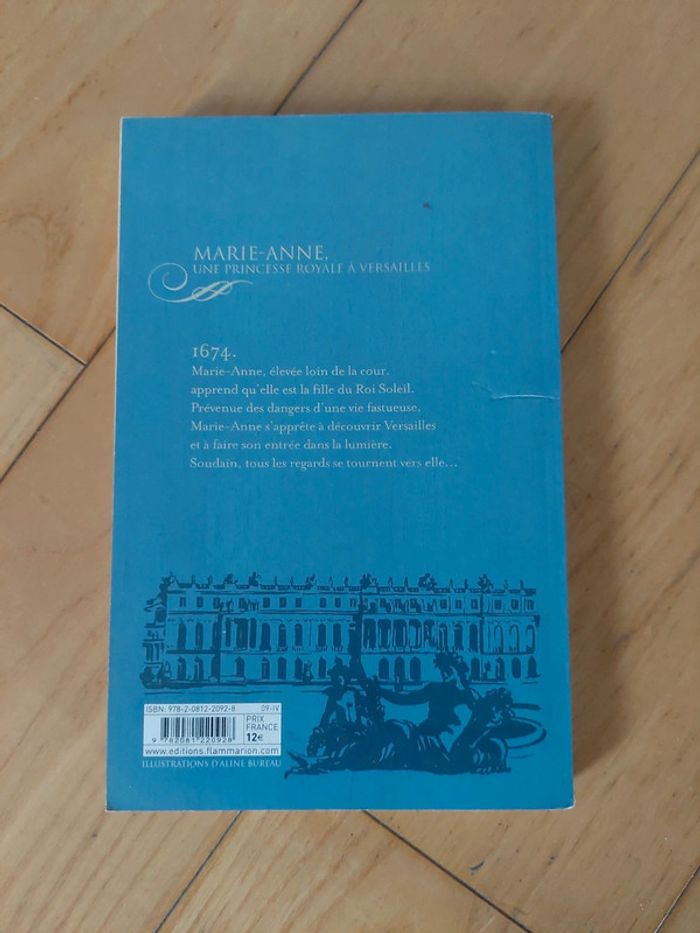 MARIE-ANNE,
UNE PRINCESSE ROYALE À VERSAILLES
1674.
Marie-Anne, élevée loin de la cour,
apprend qu'elle est la fille du Roi Soleil.
Prévenue des dangers d'une vie fastueuse,
Marie-Anne s'apprête à découvrir Versailles
et à faire son entrée dans la lumière.
Soudain, tous les regards se tournent vers elle…
ISBN: 978-2-0812-2092-8 09-IV
PRIX
FRANCE
12€
9 782081 220928
www.editions.flammarion.com
ILLUSTRATIONS D'ALINE BUREAU